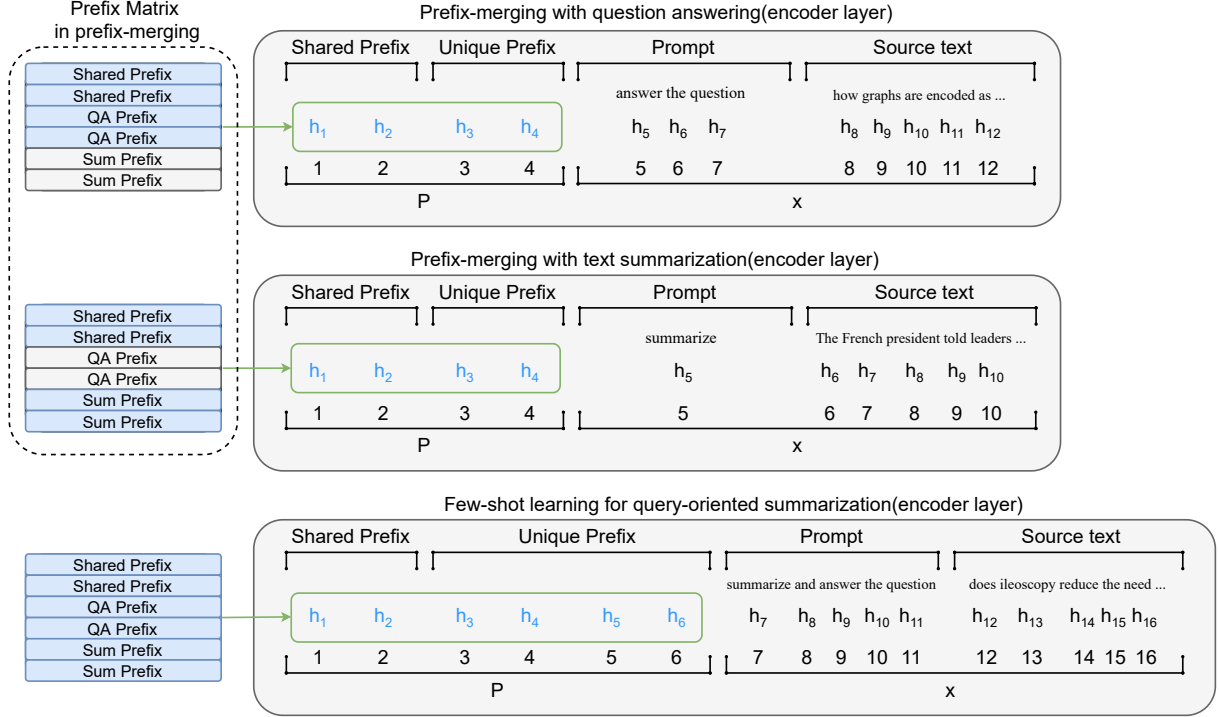 Prefix Matrix
in prefix-merging
Shared Prefix
Shared Prefix
QA Prefix
QA Prefix
Sum Prefix
Sum Prefix
Prefix-merging with question answering(encoder layer)
Shared Prefix Unique Prefix Prompt Source text
answer the question how graphs are encoded as ...
h1 h2 h3 h4 h5 h6 h7 h8 h9 h10 h11 h12
1 2 3 4 5 6 7 8 9 10 11 12
P x
Shared Prefix
Shared Prefix
QA Prefix
QA Prefix
Sum Prefix
Sum Prefix
Prefix-merging with text summarization(encoder layer)
Shared Prefix Unique Prefix Prompt Source text
summarize The French president told leaders ...
h1 h2 h3 h4 h5 h6 h7 h8 h9 h10
1 2 3 4 5 6 7 8 9 10
P x
Shared Prefix
Shared Prefix
QA Prefix
QA Prefix
Sum Prefix
Sum Prefix
Few-shot learning for query-oriented summarization(encoder layer)
Shared Prefix Unique Prefix Prompt Source text
summarize and answer the question does ileoscopy reduce the need ...
h1 h2 h3 h4 h5 h6 h7 h8 h9 h10 h11 h12 h13 h14 h15 h16
1 2 3 4 5 6 7 8 9 10 11 12 13 14 15 16
P x